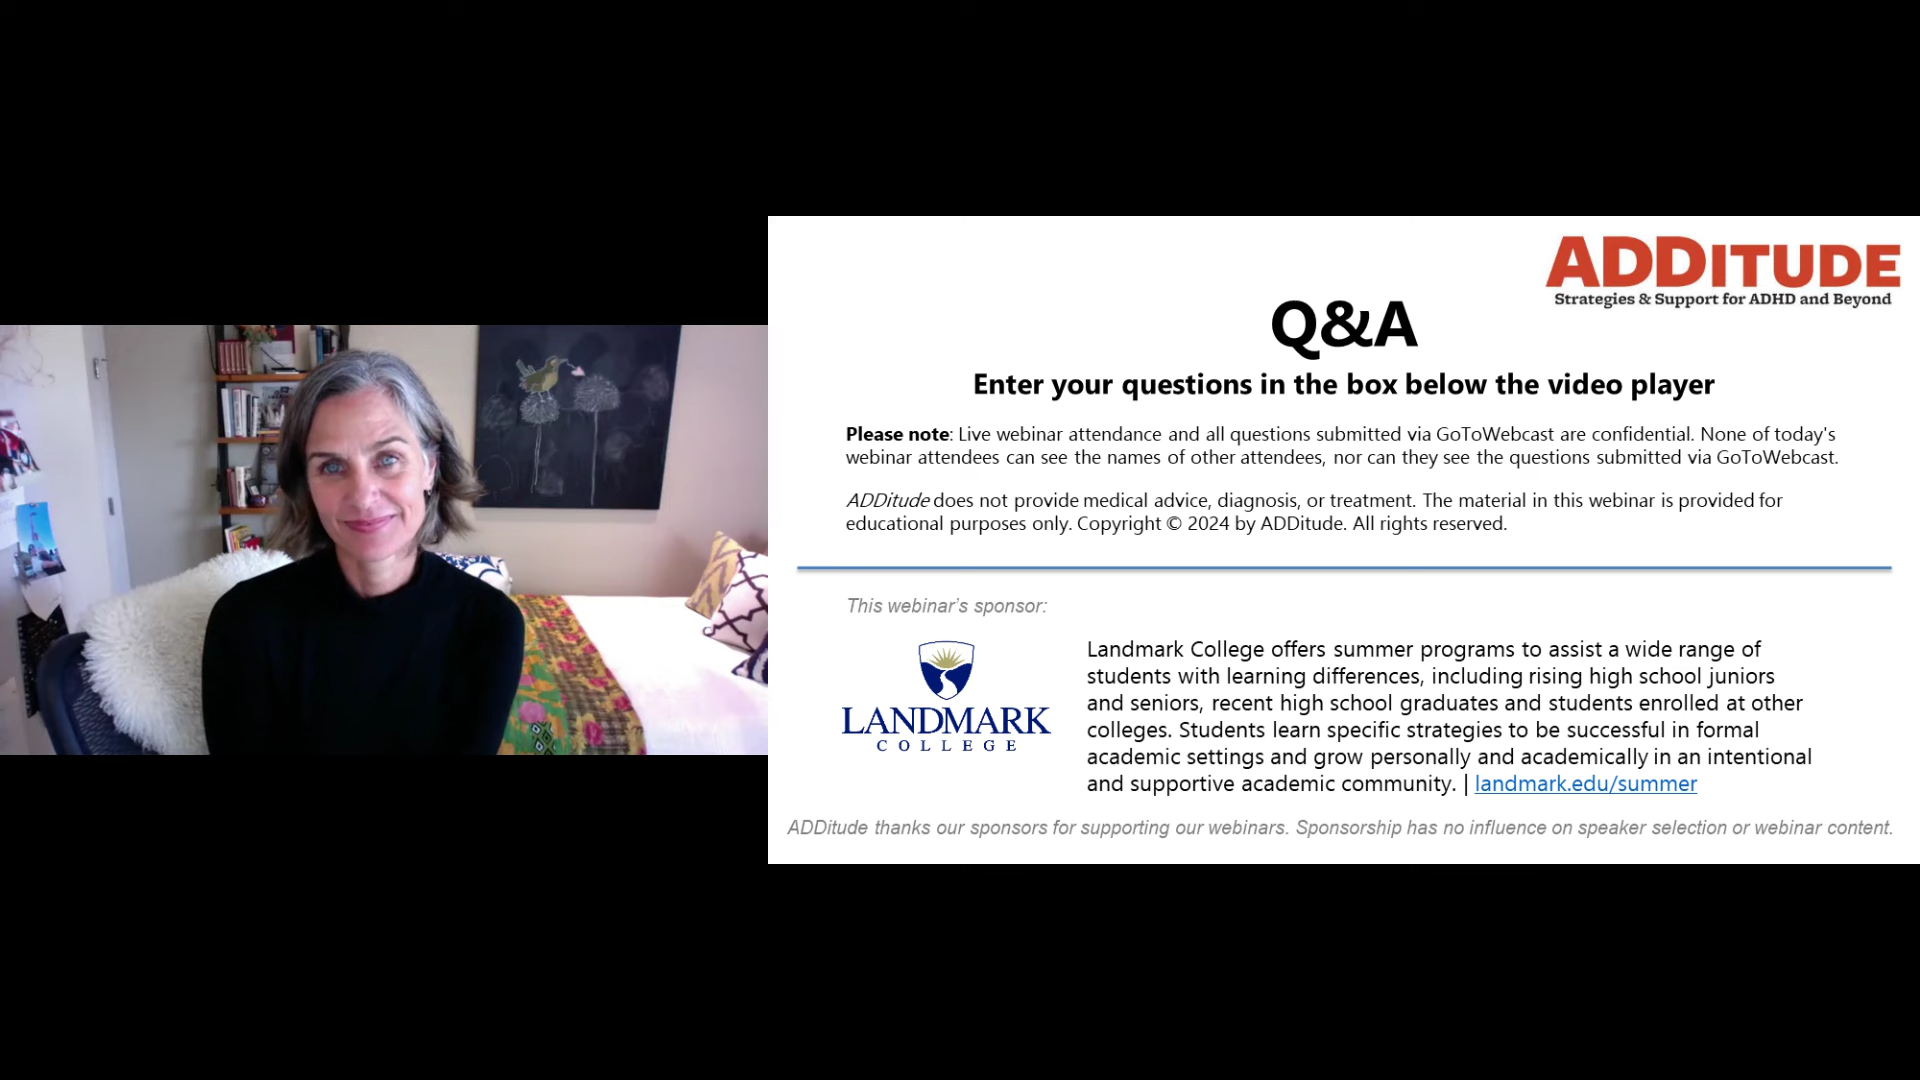 ADDITUDE
Strategies & Support for ADHD and Beyond
Q&A
Enter your questions in the box below the video player
Please note: Live webinar attendance and all questions submitted via GoToWebcast are confidential. None of today's
webinar attendees can see the names of other attendees, nor can they see the questions submitted via GoToWebcast.
ADDitude does not provide medical advice, diagnosis, or treatment. The material in this webinar is provided for
educational purposes only. Copyright © 2024 by ADDitude. All rights reserved.
This webinar's sponsor:
LANDMARK
COLLEGE
Landmark College offers summer programs to assist a wide range of
students with learning differences, including rising high school juniors
and seniors, recent high school graduates and students enrolled at other
colleges. Students learn specific strategies to be successful in formal
academic settings and grow personally and academically in an intentional
and supportive academic community. | landmark.edu/summer
ADDitude thanks our sponsors for supporting our webinars. Sponsorship has no influence on speaker selection or webinar content.